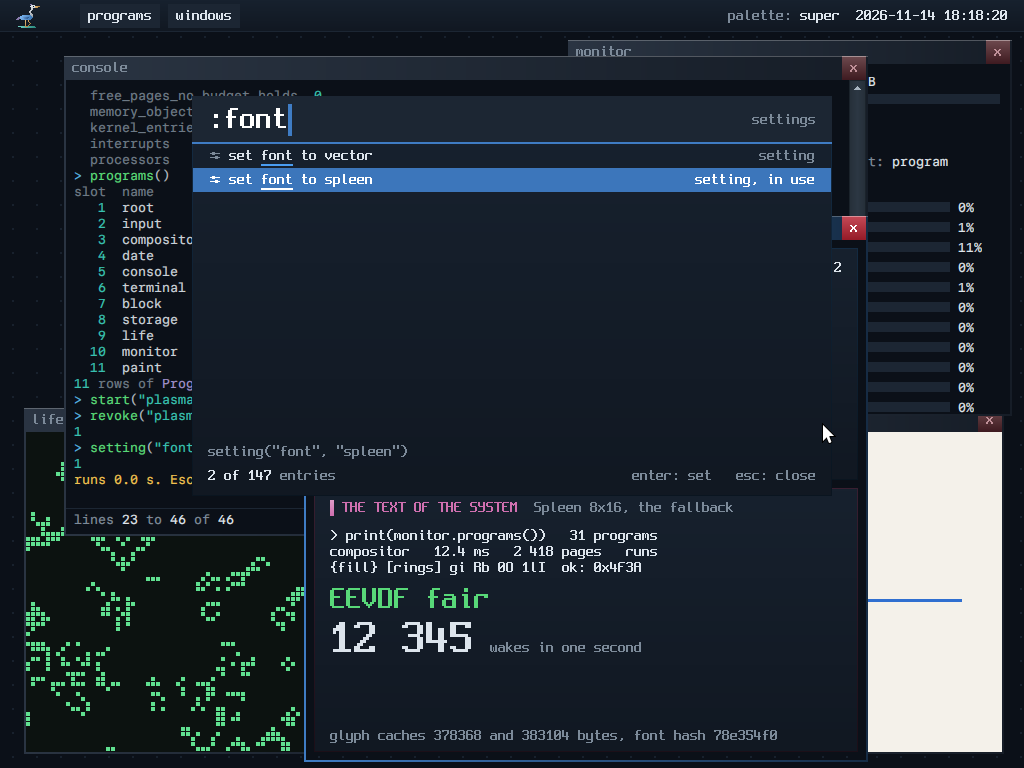 programs windows palette: super 2026-11-14 18:18:20
monitor
console
B
free_pages_no_budget_holds 0
memory_object
kernel_entrie
interrupts
processors
> programs()
slot name
1 root
2 input
3 composito
4 date
5 console
6 terminal
7 block
8 storage
9 life
10 monitor
11 paint
11 rows of Prog
> start("plasma
> revoke("plasm
1
> setting("font
1
runs 0.0 s. Esc
lines 23 to 46 of 46
:font settings
set font to vector setting
set font to spleen setting, in use
setting("font", "spleen")
2 of 147 entries enter: set esc: close
t: program
0%
1%
11%
0%
1%
0%
0%
0%
0%
0%
0%
2
life
THE TEXT OF THE SYSTEM Spleen 8x16, the fallback
> print(monitor.programs()) 31 programs
compositor 12.4 ms 2 418 pages runs
{fill} [rings] gi Ab 0O 1lI ok: 0x4F3A
EEVDF fair
12 345 wakes in one second
glyph caches 378368 and 383104 bytes, font hash 78e354f0